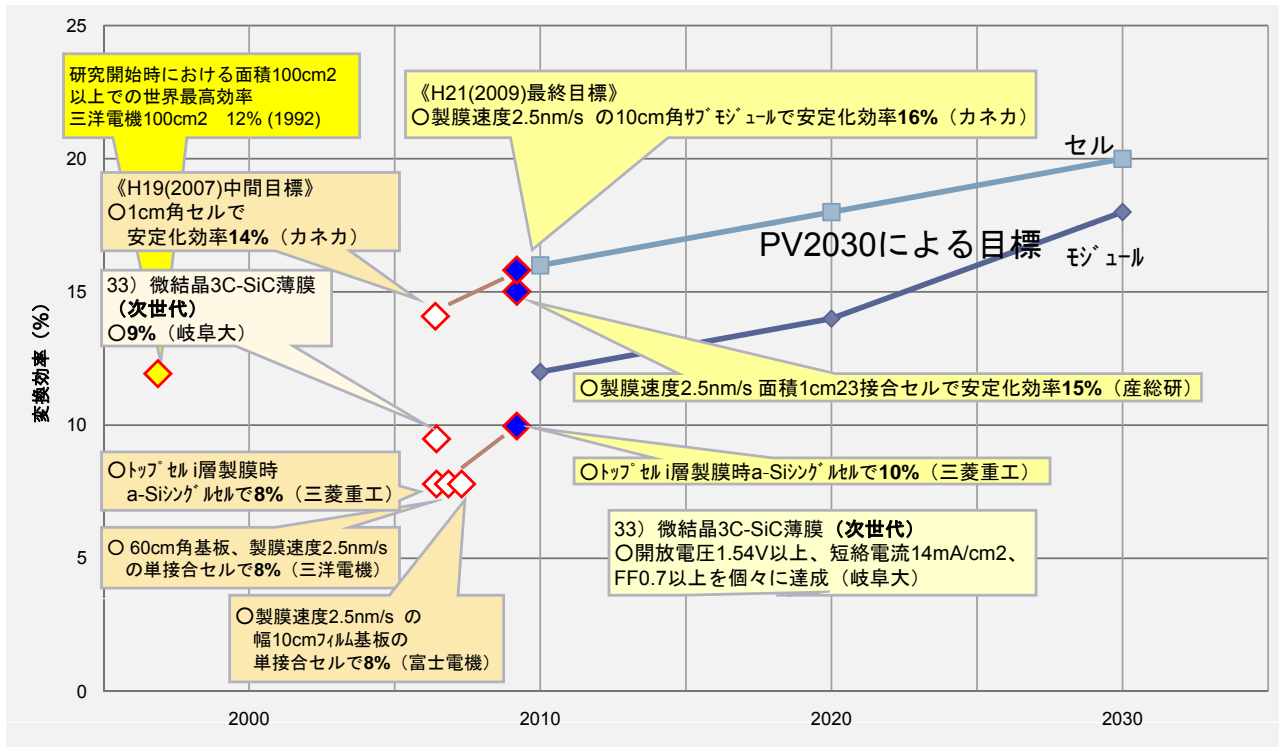 変換効率（%）
25
20
15
10
5
0
2000
2010
2020
2030
研究開始時における面積100cm2
以上での世界最高効率
三洋電機100cm2　12% (1992)
《H21(2009)最終目標》
〇製膜速度2.5nm/s の10cm角ｻﾌﾞﾓｼﾞｭｰﾙで安定化効率16%（カネカ）
《H19(2007)中間目標》
〇1cm角セルで
安定化効率14%（カネカ）
セル
PV2030による目標
ﾓｼﾞｭｰﾙ
33）微結晶3C-SiC薄膜
（次世代）
〇9%（岐阜大）
〇製膜速度2.5nm/s 面積1cm23接合セルで安定化効率15%（産総研）
〇ﾄｯﾌﾟｾﾙ i層製膜時
a-Siｼﾝｸﾞﾙセルで8%（三菱重工）
〇ﾄｯﾌﾟｾﾙ i層製膜時a-Siｼﾝｸﾞﾙセルで10%（三菱重工）
〇 60cm角基板、製膜速度2.5nm/s
の単接合セルで8%（三洋電機）
33）微結晶3C-SiC薄膜（次世代）
〇開放電圧1.54V以上、短絡電流14mA/cm2、
FF0.7以上を個々に達成（岐阜大）
〇製膜速度2.5nm/s の
幅10cmﾌｨﾙﾑ基板の
単接合セルで8%（富士電機）